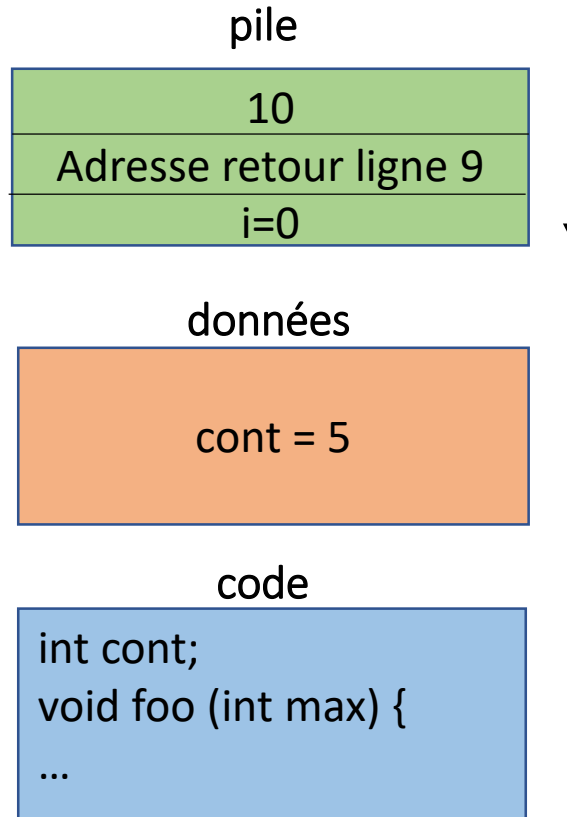 pile
10
Adresse retour ligne 9
i=0
données
cont = 5
code
int cont;
void foo (int max) {
...